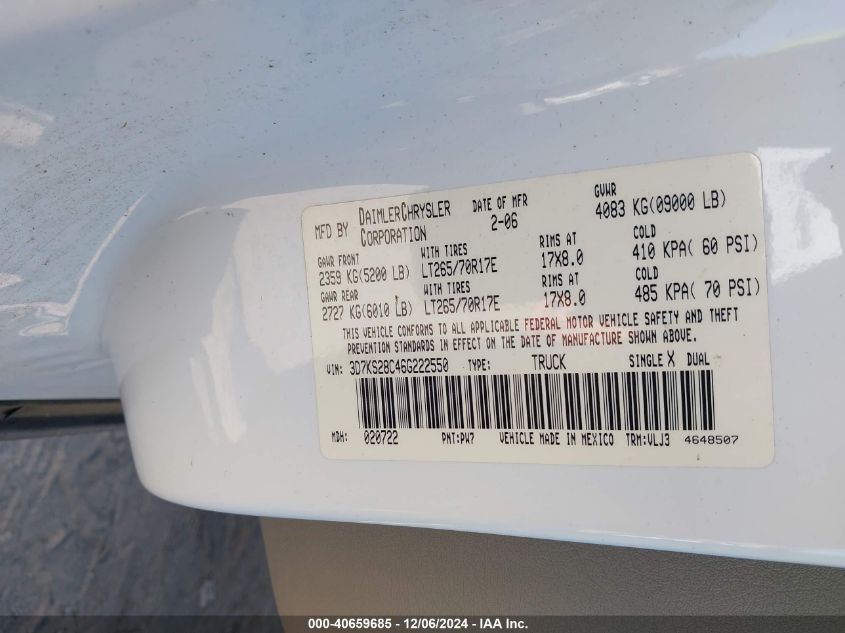 MFD BY DAIMLERCHRYSLER CORPORATION DATE OF MFR 2-06 GVWR 4083 KG(09000 LB)
GAWR FRONT WITH TIRES RIMS AT COLD
2359 KG(5200 LB) LT265/70R17E 17X8.0 410 KPA( 60 PSI)
GAWR REAR WITH TIRES RIMS AT COLD
2727 KG(6010 LB) LT265/70R17E 17X8.0 485 KPA( 70 PSI)
THIS VEHICLE CONFORMS TO ALL APPLICABLE FEDERAL MOTOR VEHICLE SAFETY AND THEFT
PREVENTION STANDARDS IN EFFECT ON THE DATE OF MANUFACTURE SHOWN ABOVE.
VIN: 3D7KS28C46G222550 TYPE: TRUCK SINGLE X DUAL
MDH: 020722 PNT:PW7 VEHICLE MADE IN MEXICO TRM:VLJ3 4648507
000-40659685 - 12/06/2024 - IAA Inc.